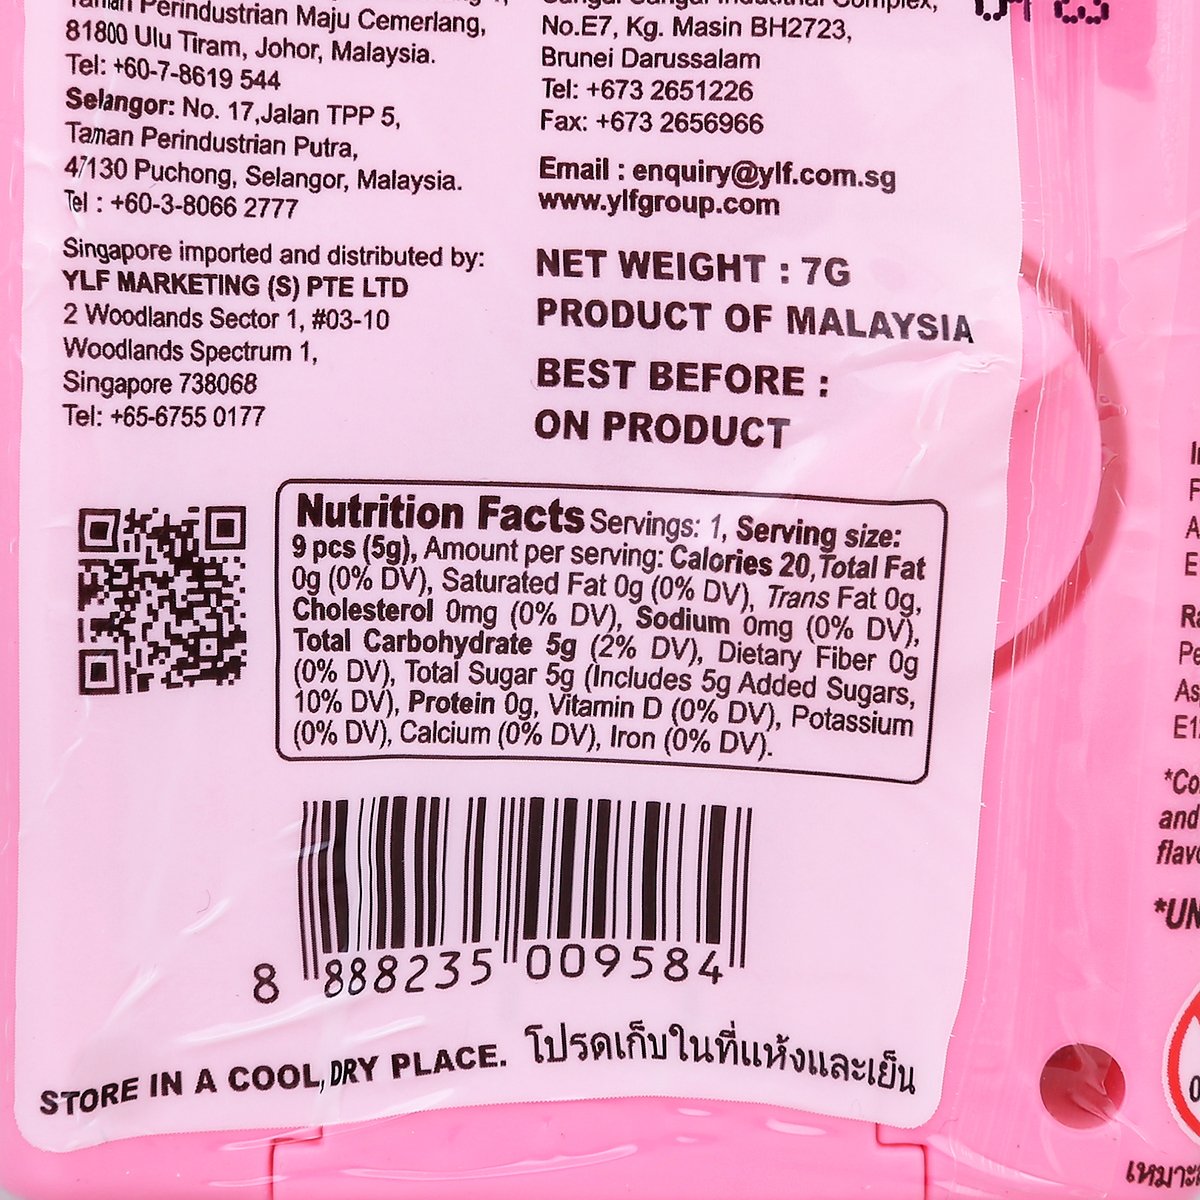 Taman Perindustrian Maju Cemerlang,
81800 Ulu Tiram, Johor, Malaysia.
Tel: +60-7-8619 544
Selangor: No. 17,Jalan TPP 5,
Taman Perindustrian Putra,
47130 Puchong, Selangor, Malaysia.
Tel : +60-3-8066 2777
Singapore imported and distributed by:
YLF MARKETING (S) PTE LTD
2 Woodlands Sector 1, #03-10
Woodlands Spectrum 1,
Singapore 738068
Tel: +65-6755 0177
No.E7, Kg. Masin BH2723,
Brunei Darussalam
Tel: +673 2651226
Fax: +673 2656966
Email : enquiry@ylf.com.sg
www.ylfgroup.com
NET WEIGHT : 7G
PRODUCT OF MALAYSIA
BEST BEFORE :
ON PRODUCT
Nutrition Facts Servings: 1, Serving size:
9 pcs (5g), Amount per serving: Calories 20, Total Fat
0g (0% DV), Saturated Fat 0g (0% DV), Trans Fat 0g,
Cholesterol 0mg (0% DV), Sodium 0mg (0% DV),
Total Carbohydrate 5g (2% DV), Dietary Fiber 0g
(0% DV), Total Sugar 5g (Includes 5g Added Sugars,
10% DV), Protein 0g, Vitamin D (0% DV), Potassium
(0% DV), Calcium (0% DV), Iron (0% DV).
8 888235 009584
STORE IN A COOL, DRY PLACE. โปรดเก็บในที่แห้งและเย็น
and